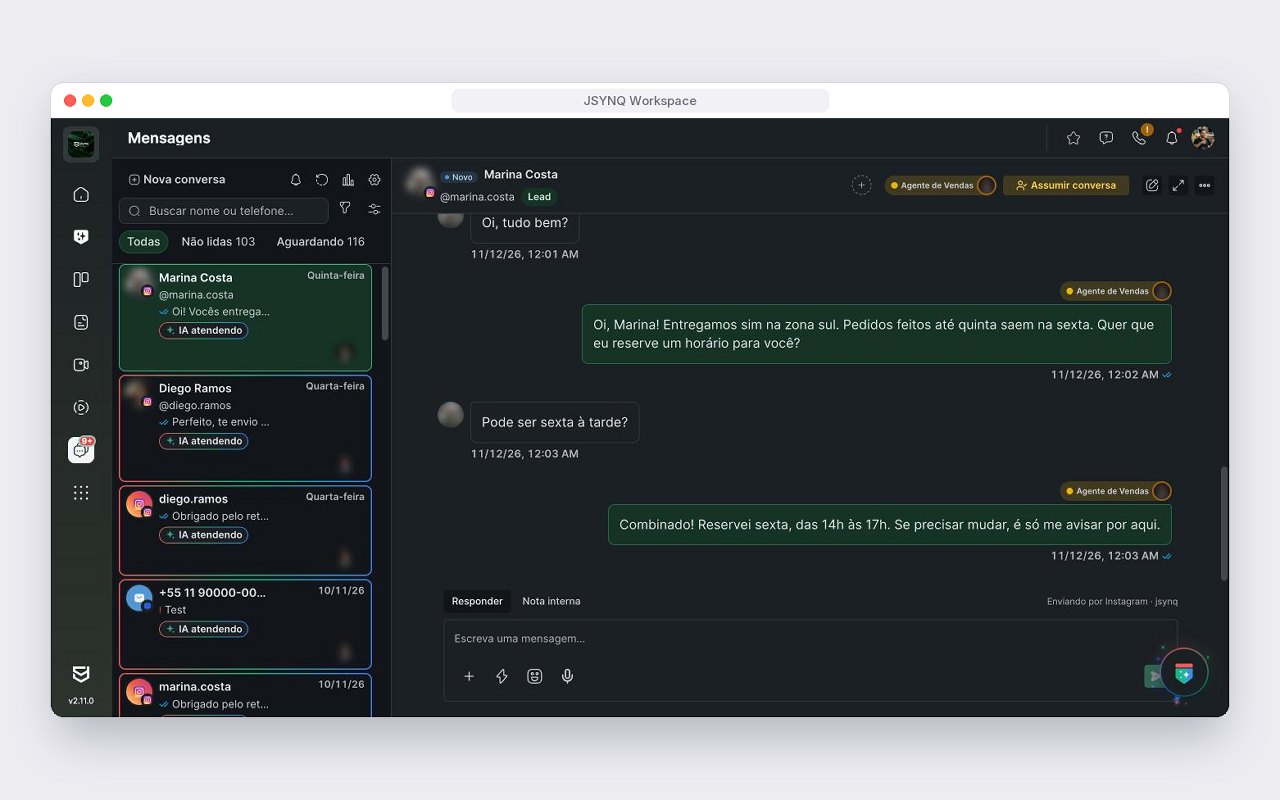 JSYNQ Workspace
Mensagens
Nova conversa
Buscar nome ou telefone...
Todas
Não lidas 103
Aguardando 116
Marina Costa
Quinta-feira
@marina.costa
Oi! Vocês entrega...
IA atendendo
Diego Ramos
Quarta-feira
@diego.ramos
Perfeito, te envio ...
IA atendendo
diego.ramos
Quarta-feira
Obrigado pelo ret...
IA atendendo
+55 11 90000-00...
10/11/26
! Test
IA atendendo
marina.costa
10/11/26
Obrigado pelo ret...
9+
v2.11.0
Novo
Marina Costa
@marina.costa
Lead
Agente de Vendas
Assumir conversa
Oi, tudo bem?
11/12/26, 12:01 AM
Agente de Vendas
Oi, Marina! Entregamos sim na zona sul. Pedidos feitos até quinta saem na sexta. Quer que
eu reserve um horário para você?
11/12/26, 12:02 AM
Pode ser sexta à tarde?
11/12/26, 12:03 AM
Agente de Vendas
Combinado! Reservei sexta, das 14h às 17h. Se precisar mudar, é só me avisar por aqui.
11/12/26, 12:03 AM
Responder
Nota interna
Enviando por Instagram · jsynq
Escreva uma mensagem...